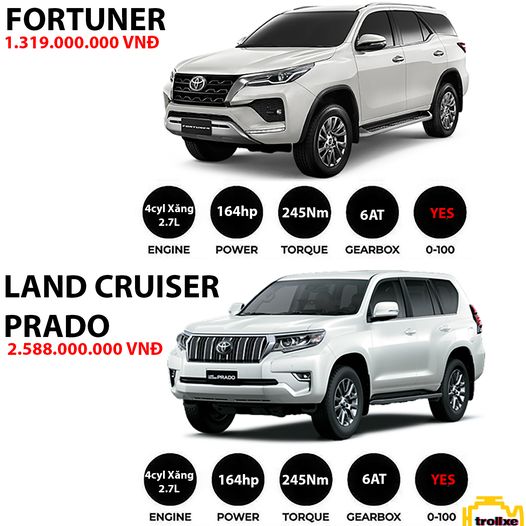 FORTUNER
1.319.000.000 VNĐ
FORTUNER
4cyl Xăng
2.7L
164hp
245Nm
6AT
YES
ENGINE POWER TORQUE GEARBOX 0-100
LAND CRUISER
PRADO
2.588.000.000 VNĐ
PRADO
4cyl Xăng
2.7L
164hp
245Nm
6AT
YES
ENGINE POWER TORQUE GEARBOX 0-100
trollxe